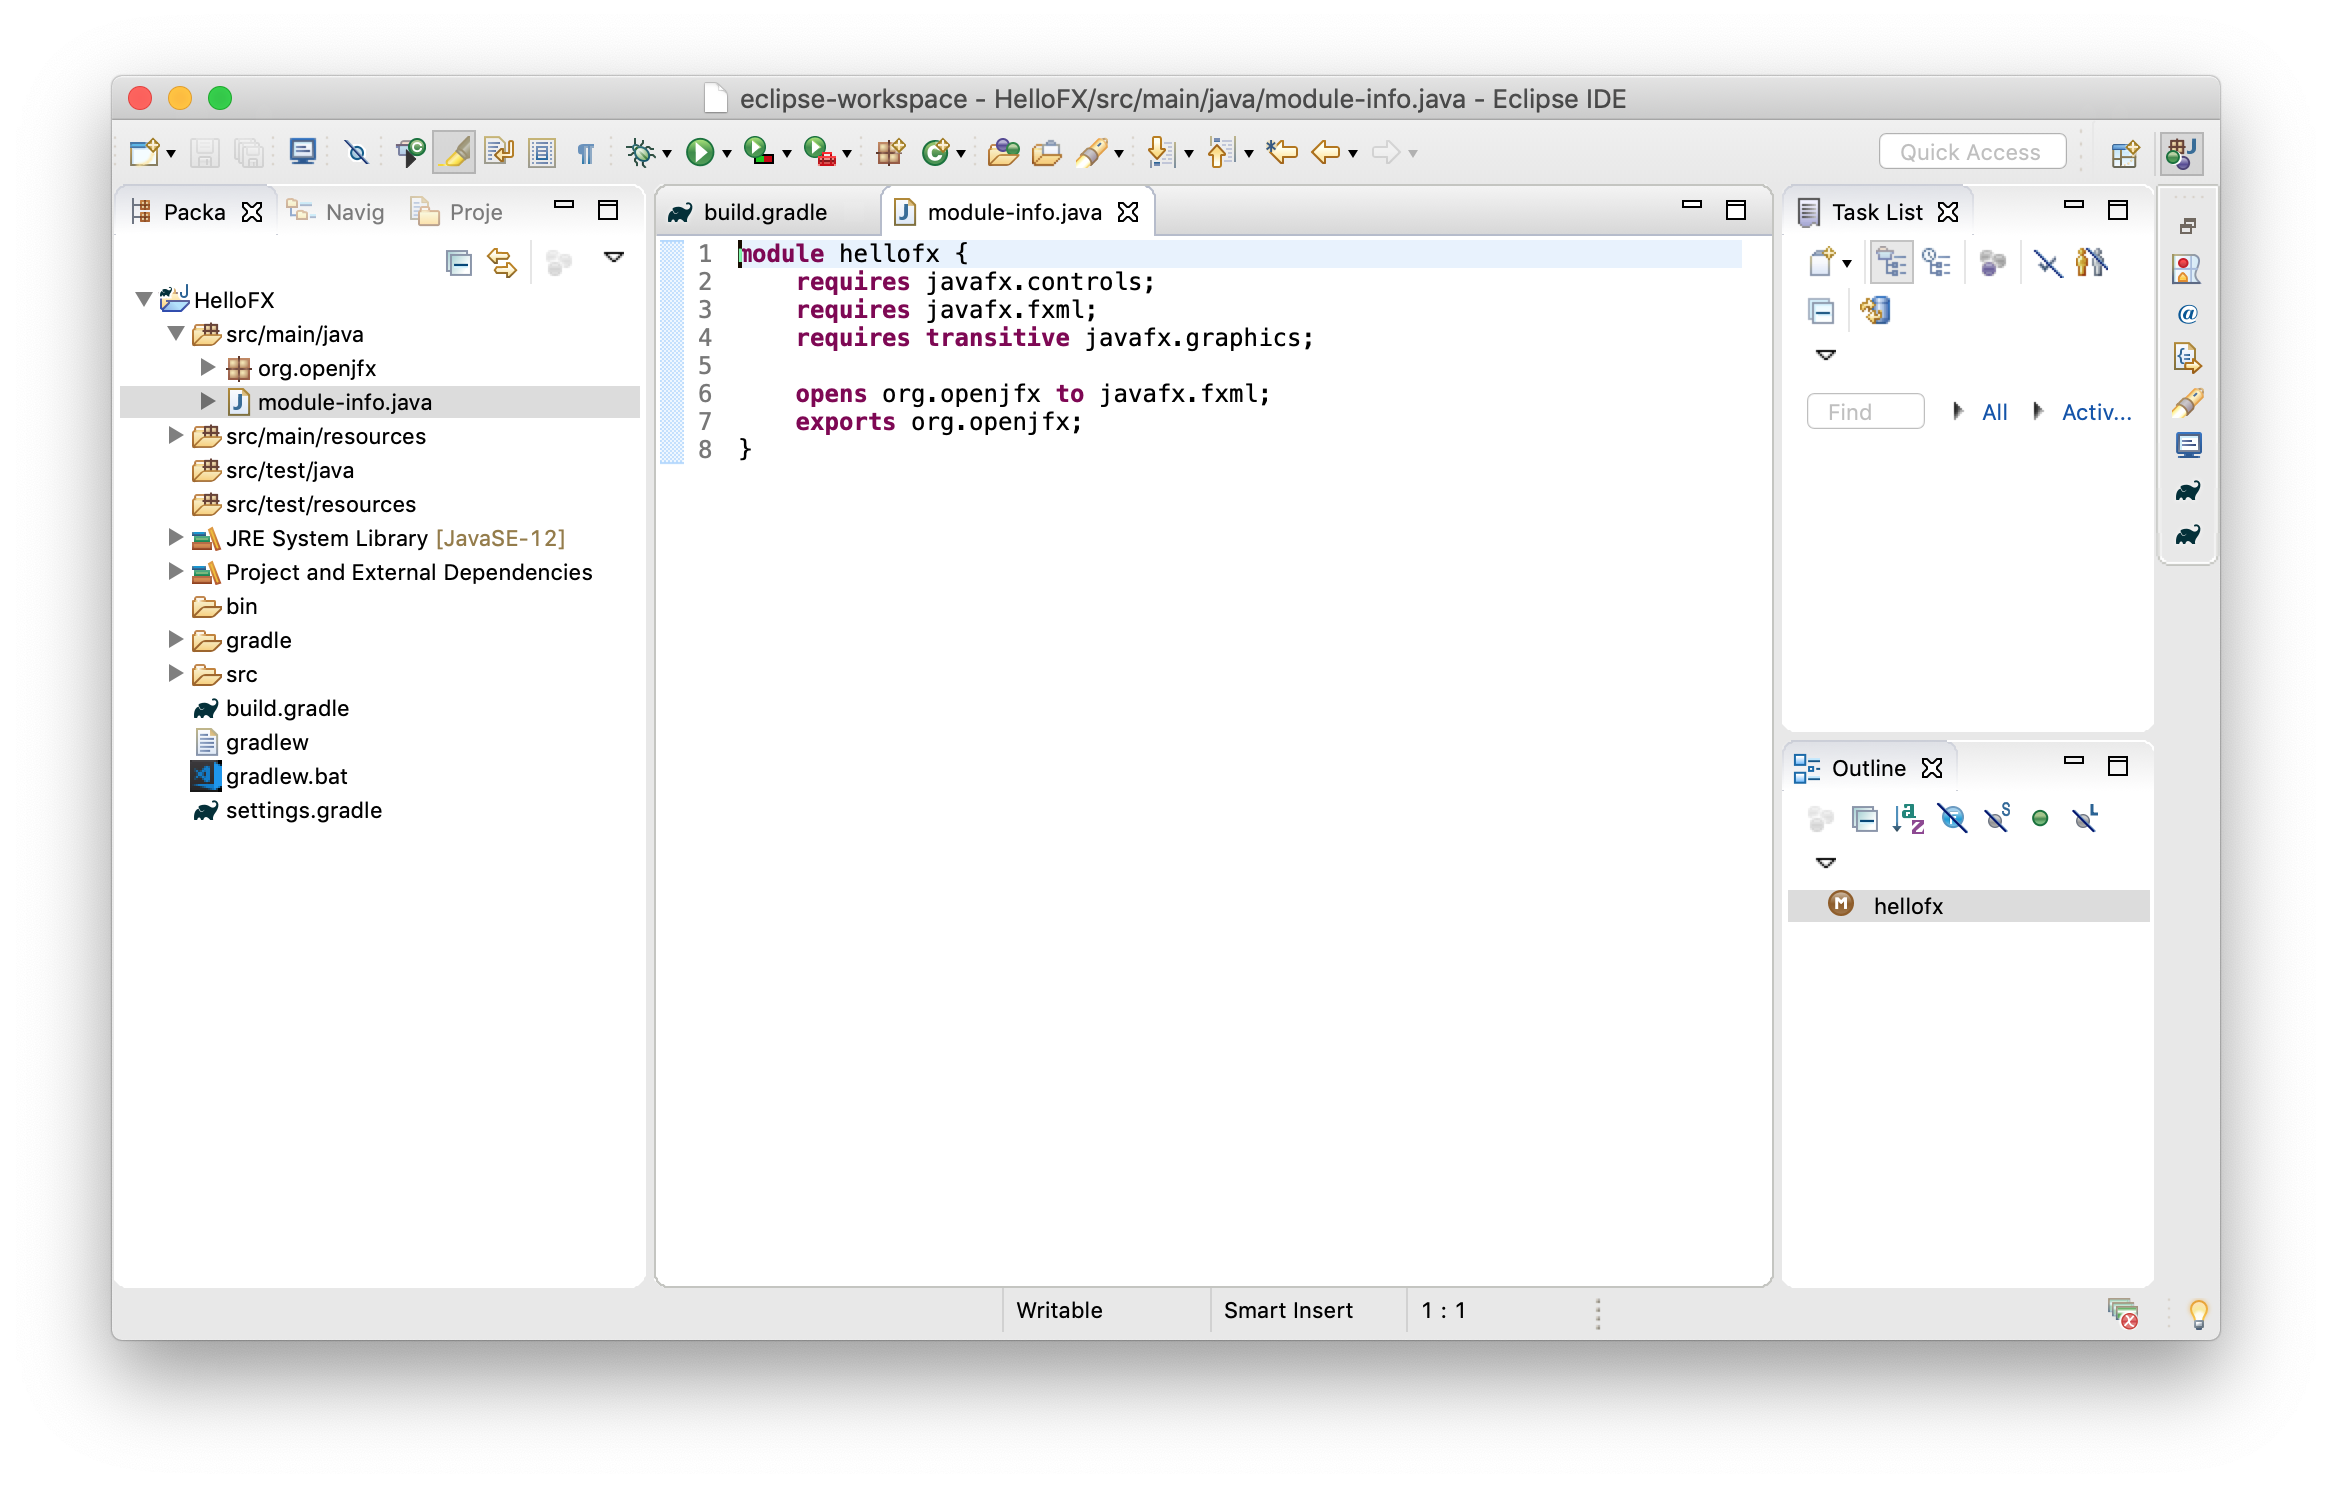 eclipse-workspace - HelloFX/src/main/java/module-info.java - Eclipse IDE
Quick Access
Packa
Navig
Proje
HelloFX
src/main/java
org.openjfx
module-info.java
src/main/resources
src/test/java
src/test/resources
JRE System Library [JavaSE-12]
Project and External Dependencies
bin
gradle
src
build.gradle
gradlew
gradlew.bat
settings.gradle
build.gradle
module-info.java
1 module hellofx {
2     requires javafx.controls;
3     requires javafx.fxml;
4     requires transitive javafx.graphics;
5
6     opens org.openjfx to javafx.fxml;
7     exports org.openjfx;
8 }
Task List
Find
All
Activ...
Outline
hellofx
Writable
Smart Insert
1 : 1